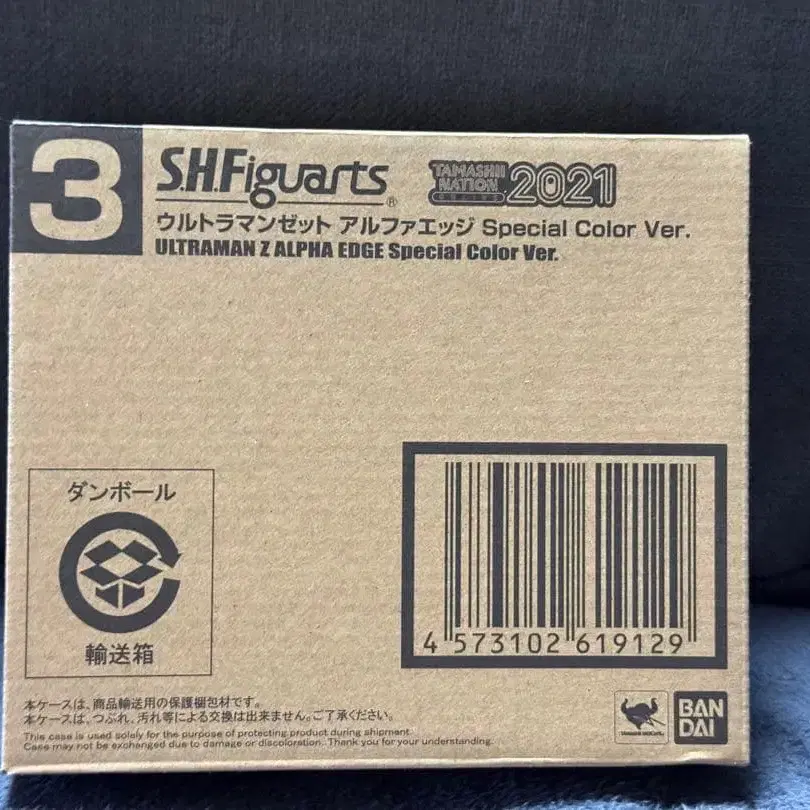 3
S.H.Figuarts®
TAMASHII NATION 2021
ウルトラマンゼット アルファエッジ Special Color Ver.
ULTRAMAN Z ALPHA EDGE Special Color Ver.
ダンボール
輸送箱
4 573102 619129
本ケースは、商品輸送用の保護梱包材です。
本ケースは、つぶれ、汚れ等による交換は出来ません。ご了承ください。
This case is used solely for the purpose of protecting product during shipment.
Case may not be exchanged due to damage or discoloration. Thank you for your understanding.
BAN
DAI